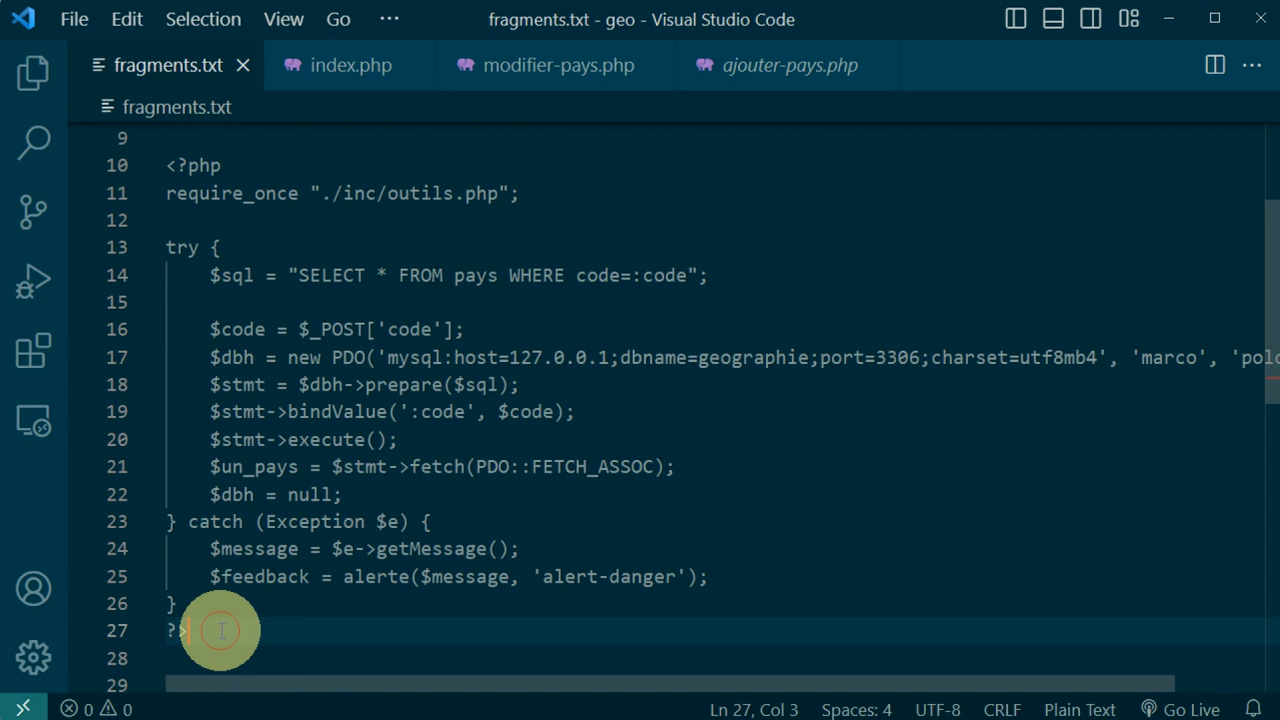 File Edit Selection View Go ··· fragments.txt - geo - Visual Studio Code
fragments.txt index.php modifier-pays.php ajouter-pays.php ···
fragments.txt
9
10 <?php
11 require_once "./inc/outils.php";
12
13 try {
14 $sql = "SELECT * FROM pays WHERE code=:code";
15
16 $code = $_POST['code'];
17 $dbh = new PDO('mysql:host=127.0.0.1;dbname=geographie;port=3306;charset=utf8mb4', 'marco', 'polo
18 $stmt = $dbh->prepare($sql);
19 $stmt->bindValue(':code', $code);
20 $stmt->execute();
21 $un_pays = $stmt->fetch(PDO::FETCH_ASSOC);
22 $dbh = null;
23 } catch (Exception $e) {
24 $message = $e->getMessage();
25 $feedback = alerte($message, 'alert-danger');
26 }
27 ?>
28
29
0 0 Ln 27, Col 3 Spaces: 4 UTF-8 CRLF Plain Text Go Live